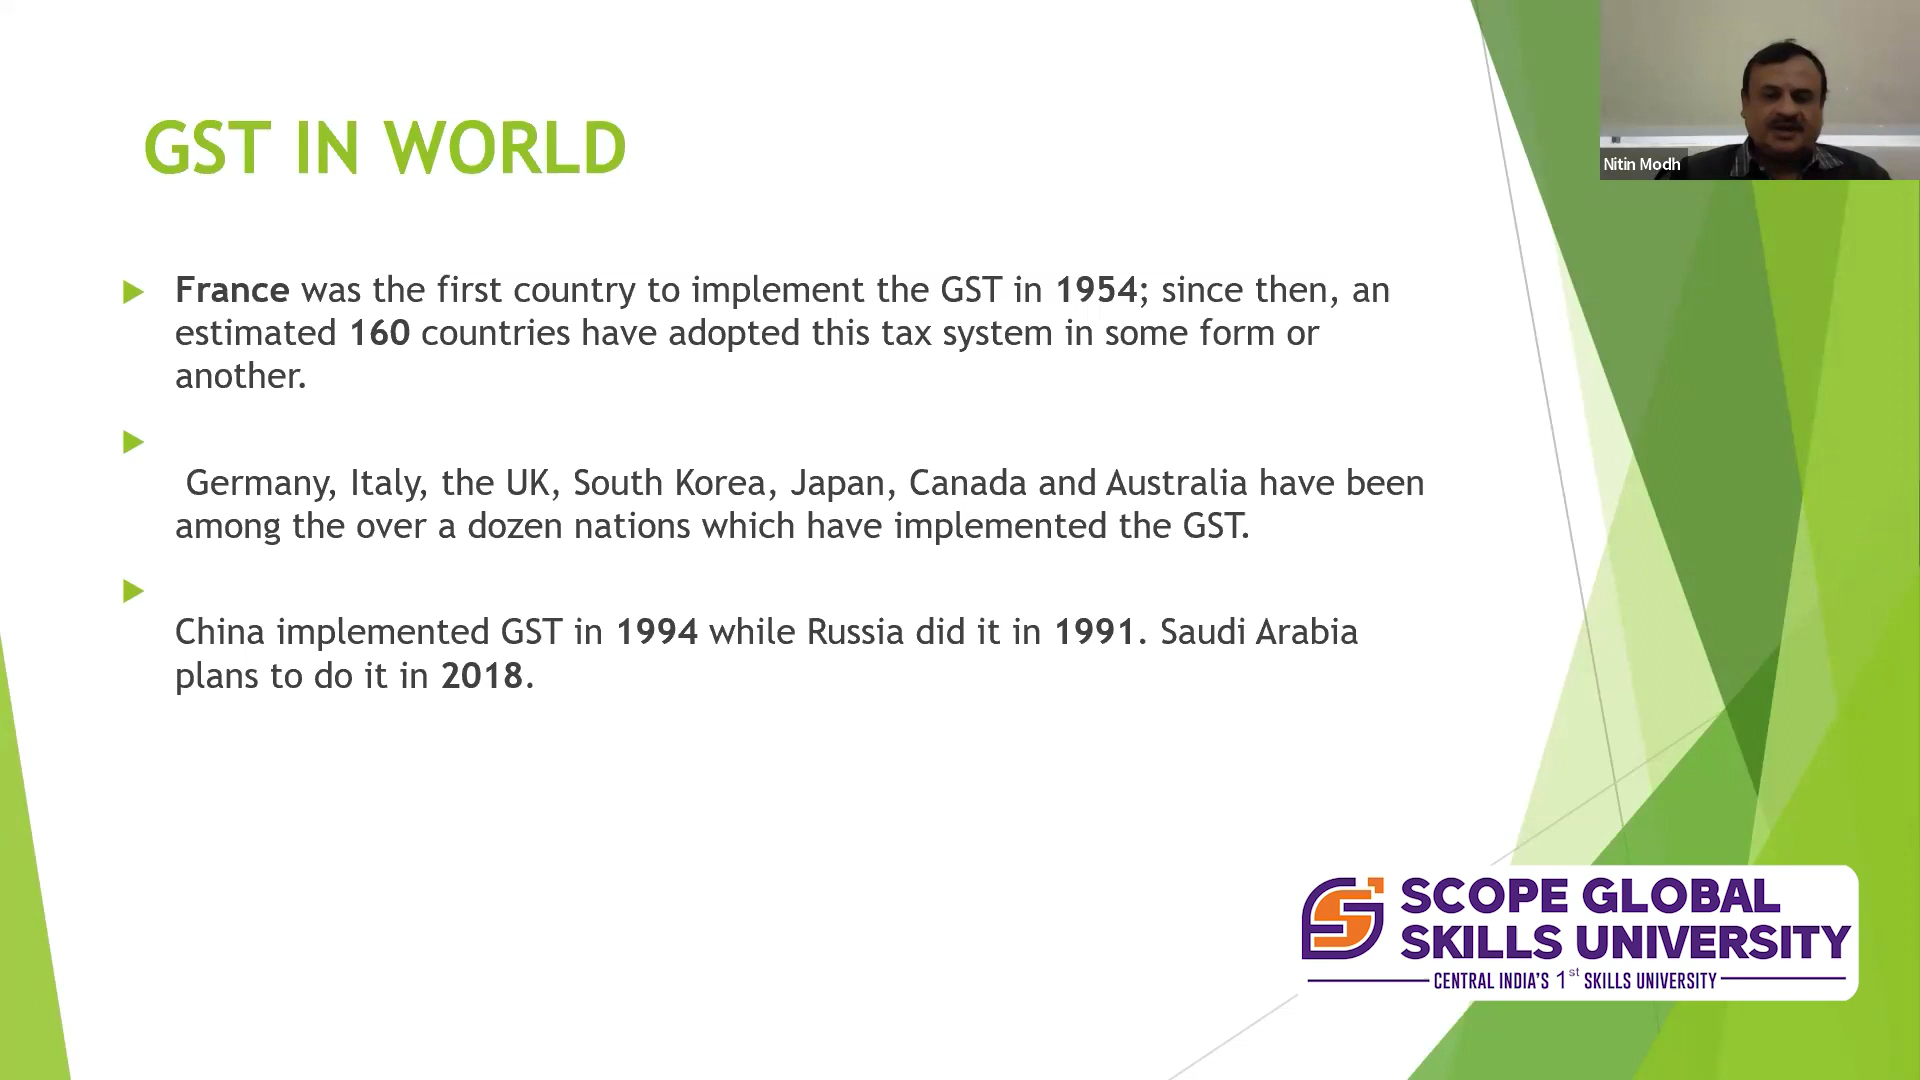 GST IN WORLD
Nitin Modh
France was the first country to implement the GST in 1954; since then, an
estimated 160 countries have adopted this tax system in some form or
another.
Germany, Italy, the UK, South Korea, Japan, Canada and Australia have been
among the over a dozen nations which have implemented the GST.
China implemented GST in 1994 while Russia did it in 1991. Saudi Arabia
plans to do it in 2018.
SCOPE GLOBAL
SKILLS UNIVERSITY
CENTRAL INDIA'S 1st SKILLS UNIVERSITY